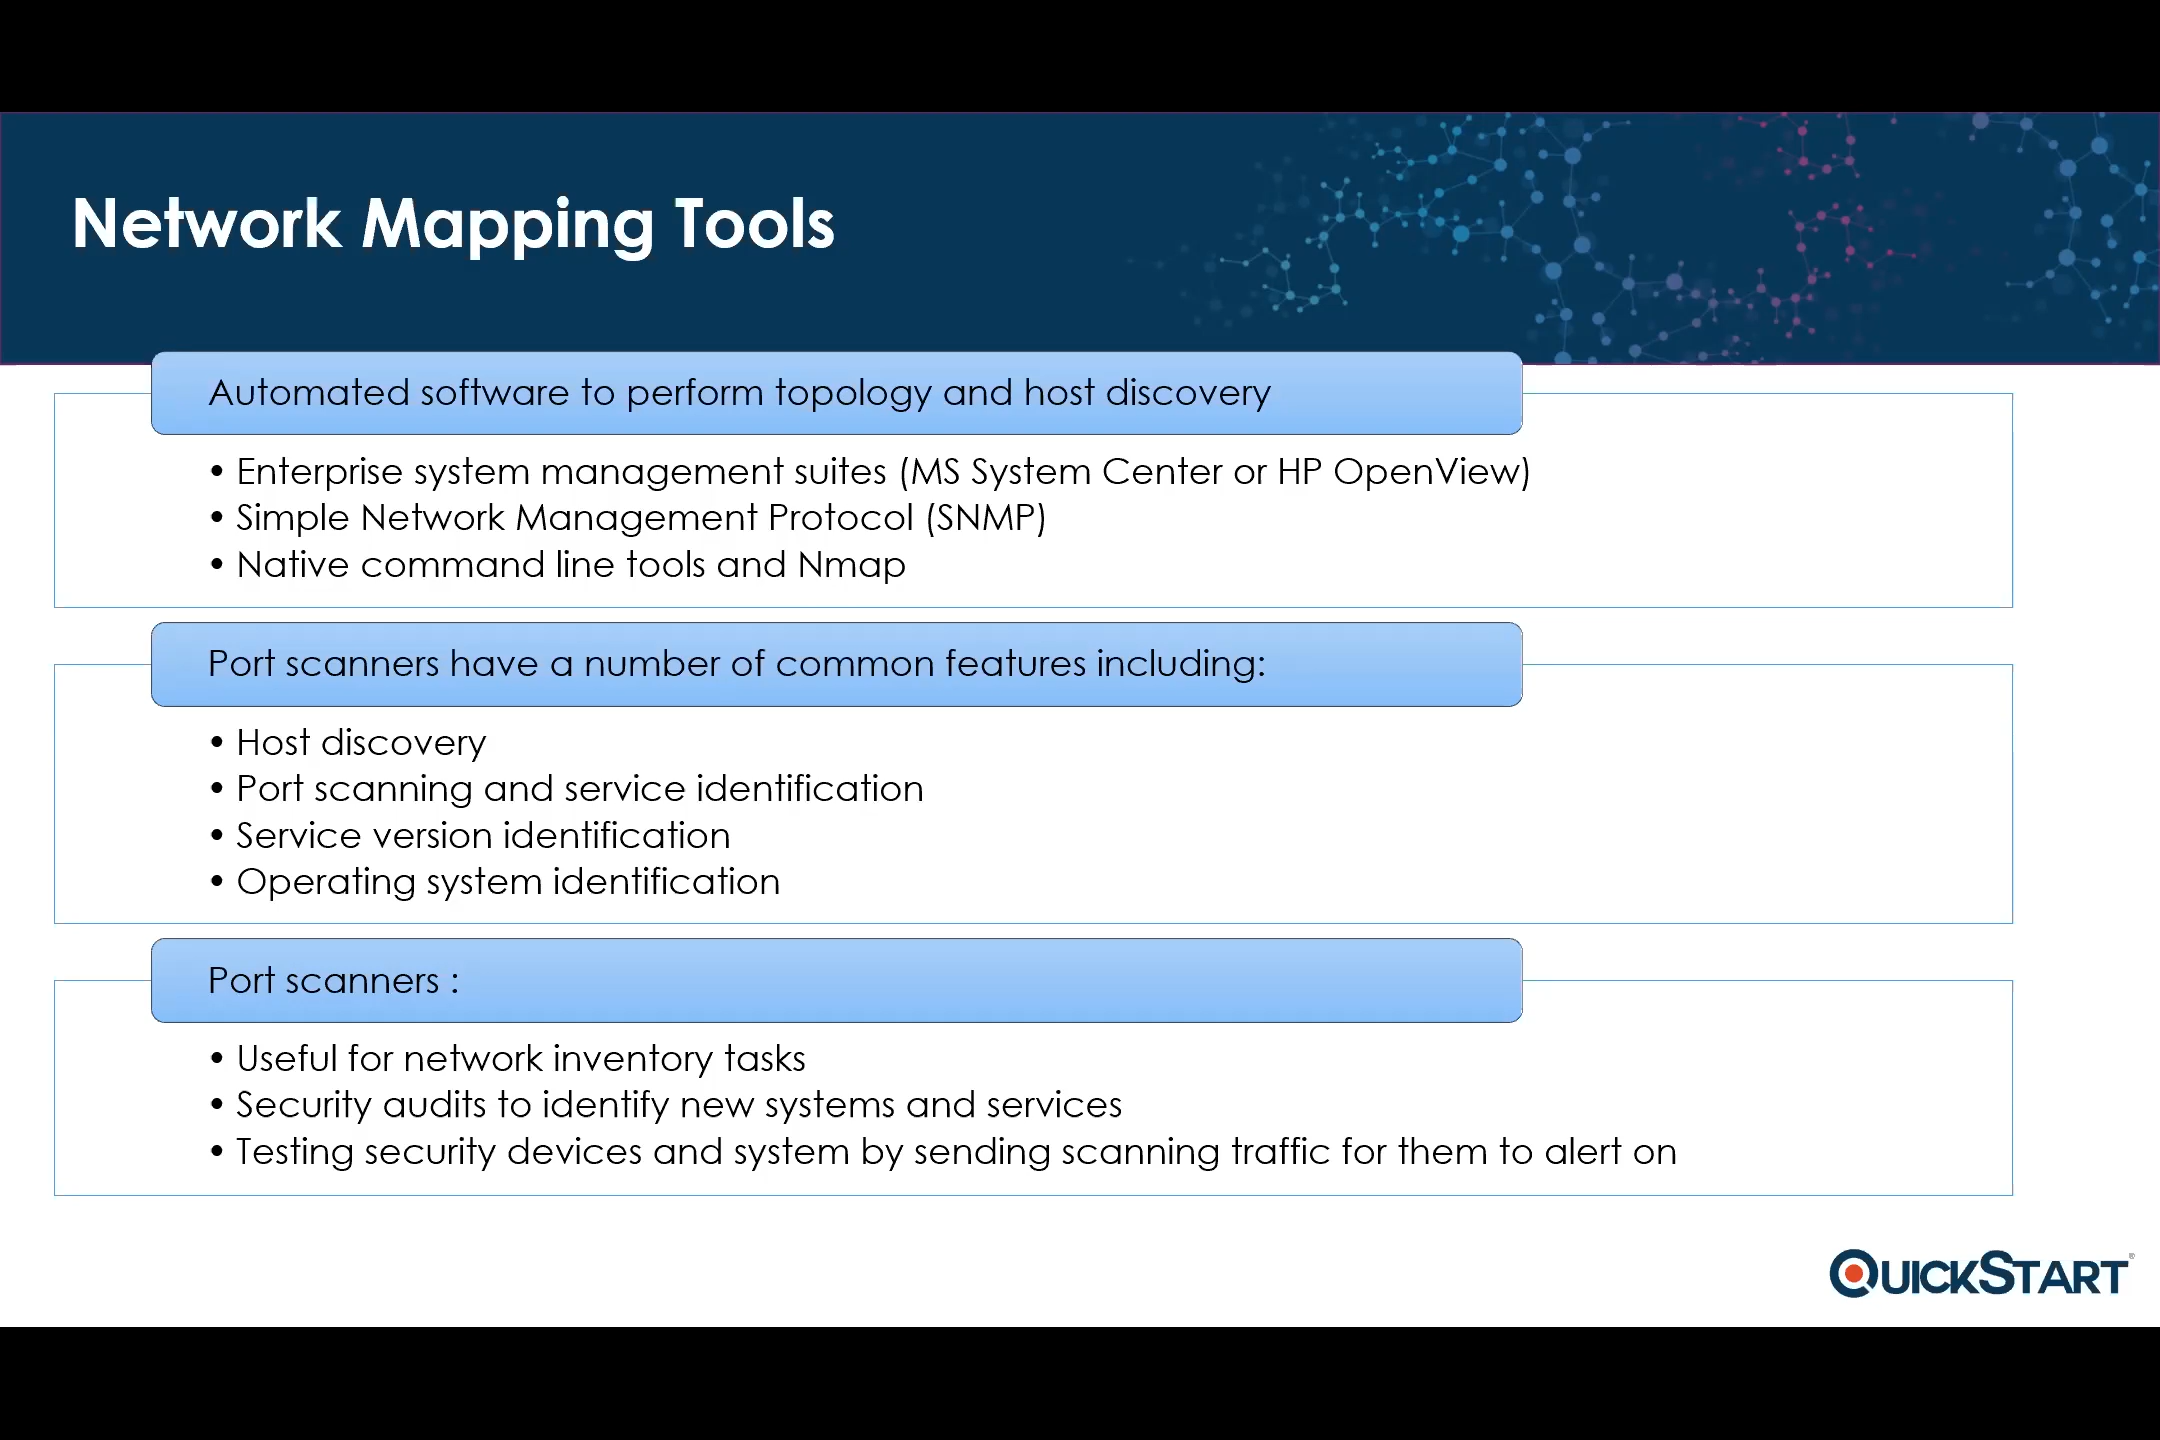 Network Mapping Tools
Automated software to perform topology and host discovery
• Enterprise system management suites (MS System Center or HP OpenView)
• Simple Network Management Protocol (SNMP)
• Native command line tools and Nmap
Port scanners have a number of common features including:
• Host discovery
• Port scanning and service identification
• Service version identification
• Operating system identification
Port scanners :
• Useful for network inventory tasks
• Security audits to identify new systems and services
• Testing security devices and system by sending scanning traffic for them to alert on
QUICKSTART®